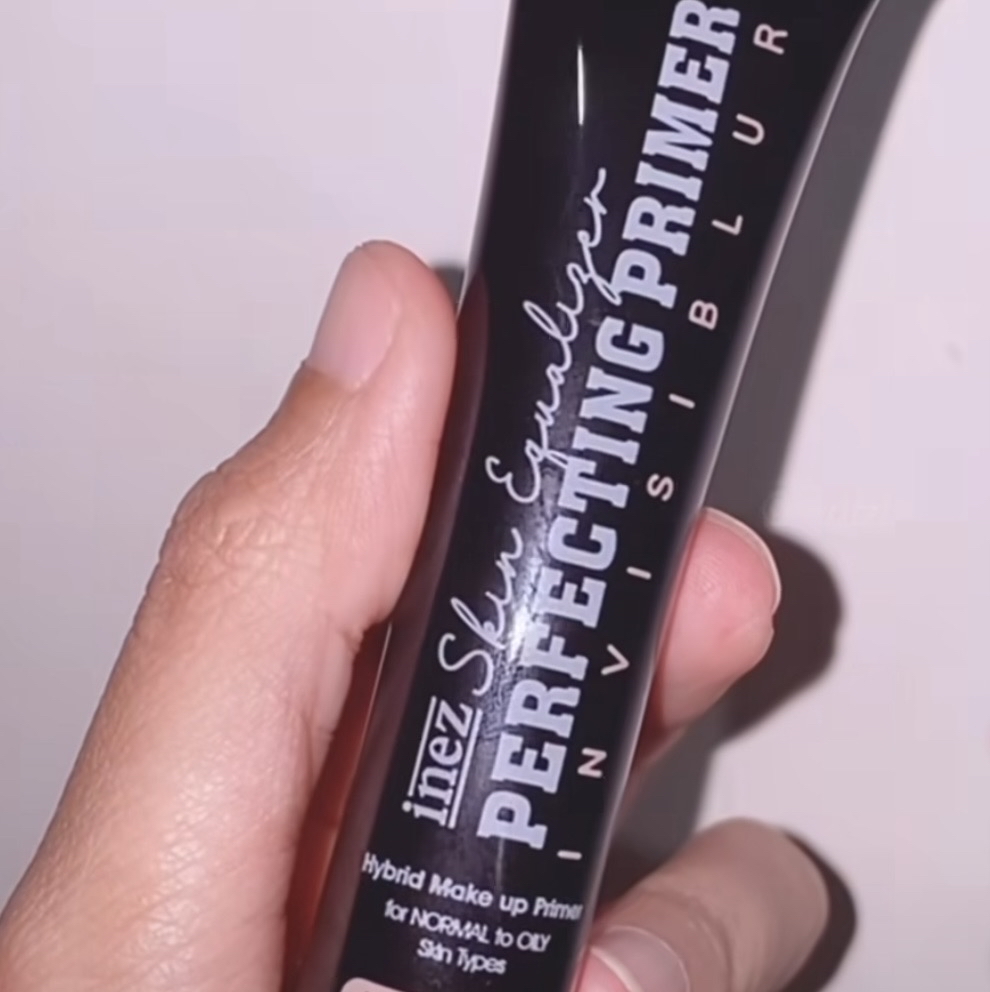 inez Skin Equalizer
PERFECTING PRIMER
INVISIBLUR
Hybrid Make up Primer
for NORMAL to OILY
Skin Types